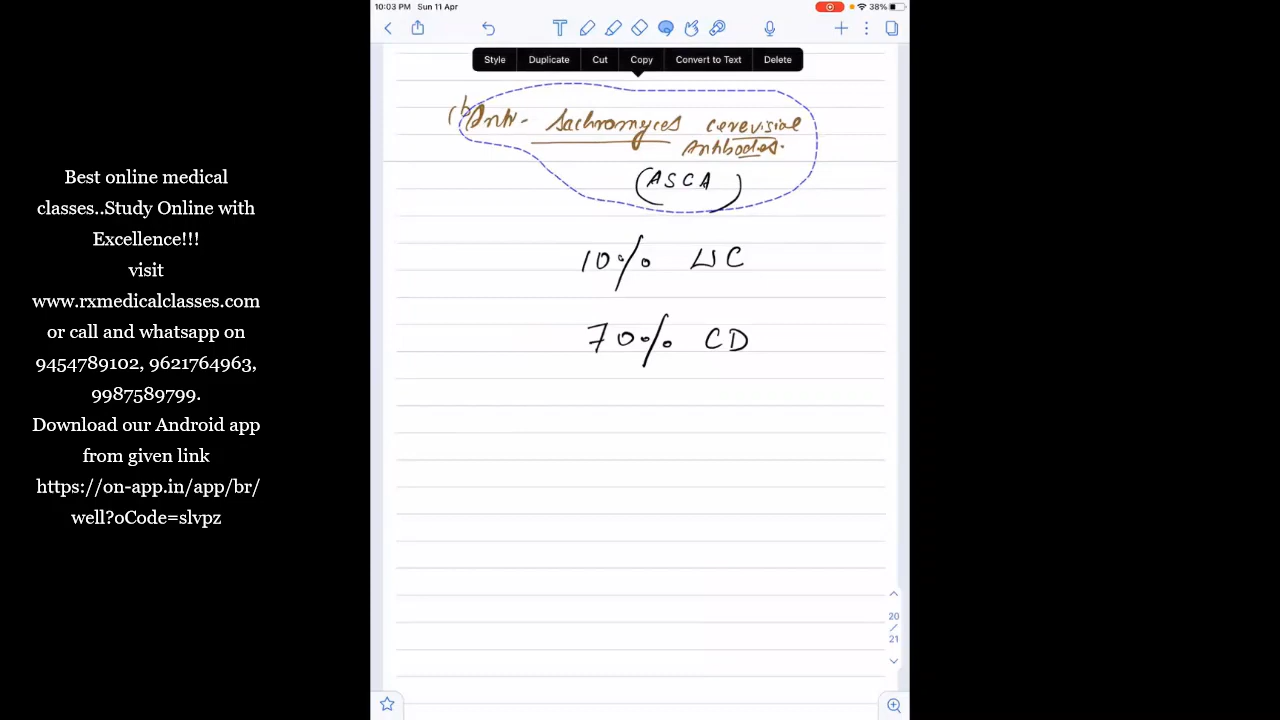 10:03 PM Sun 11 Apr
38%
Style Duplicate Cut Copy Convert to Text Delete
(b) Anti- Sachromyces cerevisial
Antibodes.
(ASCA)
10% UC
70% CD
Best online medical
classes..Study Online with
Excellence!!!
visit
www.rxmedicalclasses.com
or call and whatsapp on
9454789102, 9621764963,
9987589799.
Download our Android app
from given link
https://on-app.in/app/br/
well?oCode=slvpz
20
/
21